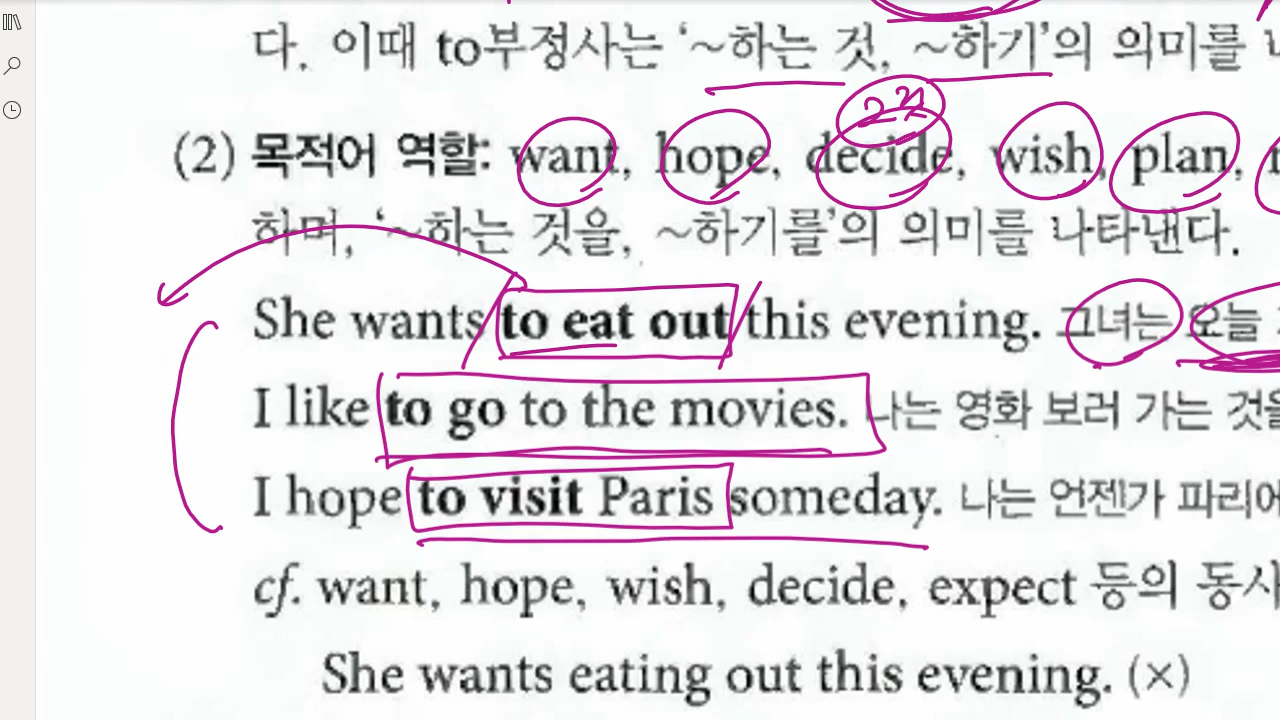 다. 이때 to부정사는 ‘~하는 것, ~하기’의 의미를
(2) 목적어 역할: want, hope, decide, wish, plan,
하며, ‘~하는 것을, ~하기를’의 의미를 나타낸다.
She wants to eat out this evening. 그녀는 오늘
I like to go to the movies. 나는 영화 보러 가는 것을
I hope to visit Paris someday. 나는 언젠가 파리에
cf. want, hope, wish, decide, expect 등의 동사
She wants eating out this evening. (×)